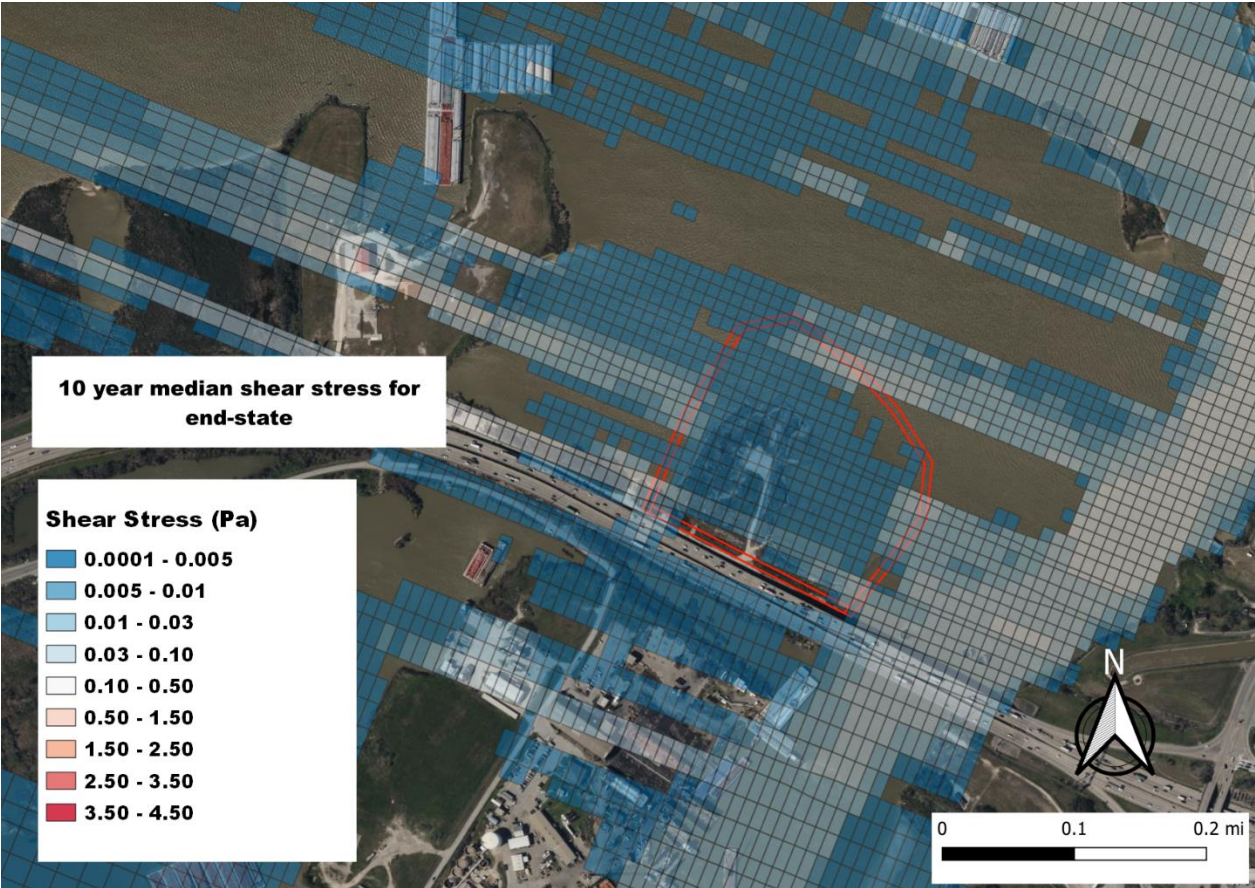 10 year median shear stress for
end-state
Shear Stress (Pa)
0.0001 - 0.005
0.005 - 0.01
0.01 - 0.03
0.03 - 0.10
0.10 - 0.50
0.50 - 1.50
1.50 - 2.50
2.50 - 3.50
3.50 - 4.50
N
0 0.1 0.2 mi